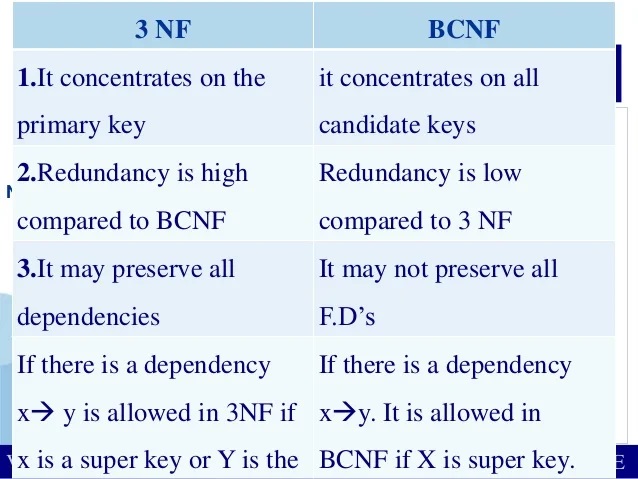 3 NF
BCNF
1.It concentrates on the
primary key
it concentrates on all
candidate keys
2.Redundancy is high
compared to BCNF
Redundancy is low
compared to 3 NF
3.It may preserve all
dependencies
It may not preserve all
F.D’s
If there is a dependency
x→ y is allowed in 3NF if
x is a super key or Y is the
If there is a dependency
x→y. It is allowed in
BCNF if X is super key.